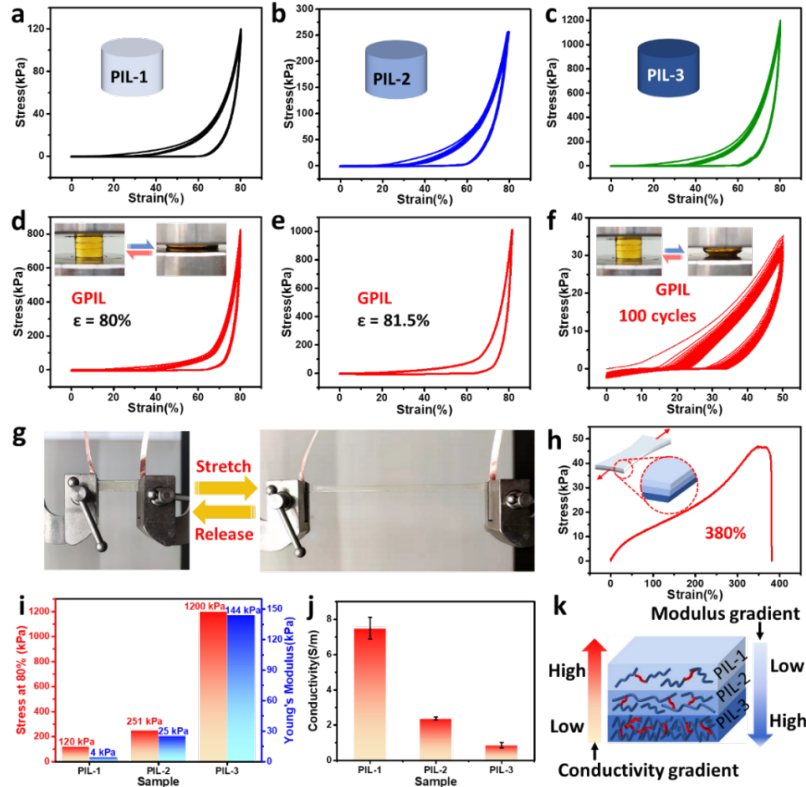 a
Stress(kPa)
120
80
40
0
PIL-1
0 20 40 60 80
Strain(%)
b
Stress(kPa)
300
250
200
150
100
50
0
PIL-2
0 20 40 60 80
Strain(%)
c
Stress(kPa)
1200
1000
800
600
400
200
0
PIL-3
0 20 40 60 80
Strain(%)
d
Stress(kPa)
800
600
400
200
0
GPIL
ε = 80%
0 20 40 60 80
Strain(%)
e
Stress(kPa)
1000
800
600
400
200
0
GPIL
ε = 81.5%
0 20 40 60 80
Strain(%)
f
Stress(kPa)
40
30
20
10
0
GPIL
100 cycles
0 10 20 30 40 50
Strain(%)
g
Stretch
Release
h
Stress(kPa)
50
40
30
20
10
0
380%
0 100 200 300 400
Strain(%)
i
Stress at 80% (kPa)
1200
1000
800
600
400
200
0
120 kPa
4 kPa
251 kPa
25 kPa
1200 kPa
144 kPa
150
120
90
60
30
0
Young's Modulus(kPa)
PIL-1 PIL-2 PIL-3
Sample
j
Conductivity(S/m)
8
6
4
2
0
PIL-1 PIL-2 PIL-3
Sample
k
Modulus gradient
High
Low
PIL-1
PIL-2
PIL-3
Low
High
Conductivity gradient